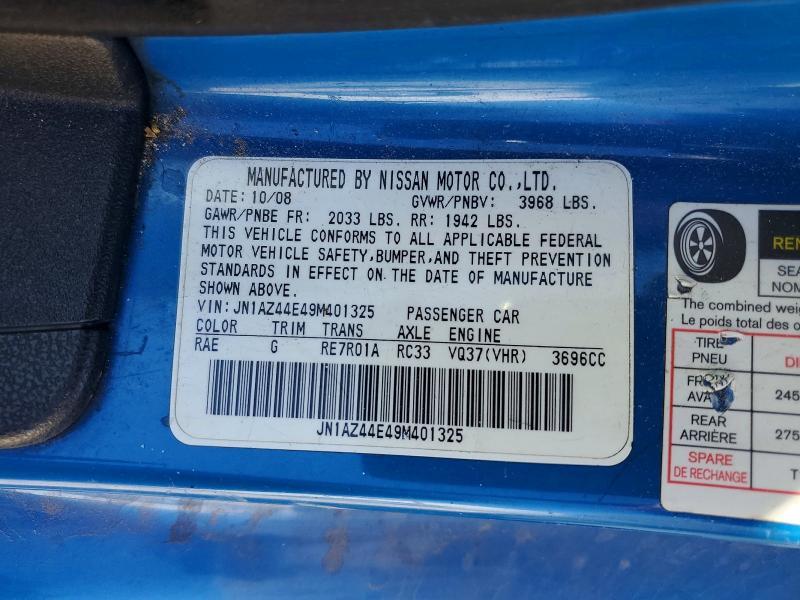 MANUFACTURED BY NISSAN MOTOR CO.,LTD.
DATE: 10/08 GVWR/PNBV: 3968 LBS.
GAWR/PNBE FR: 2033 LBS. RR: 1942 LBS.
THIS VEHICLE CONFORMS TO ALL APPLICABLE FEDERAL
MOTOR VEHICLE SAFETY,BUMPER,AND THEFT PREVENTION
STANDARDS IN EFFECT ON THE DATE OF MANUFACTURE
SHOWN ABOVE.
VIN: JN1AZ44E49M401325 PASSENGER CAR
COLOR TRIM TRANS AXLE ENGINE
RAE G RE7R01A RC33 VQ37(VHR) 3696CC
JN1AZ44E49M401325
The combined
Le poids total des
TIRE
PNEU
REAR
ARRIÈRE
275
245
SPARE
DE RECHANGE
T